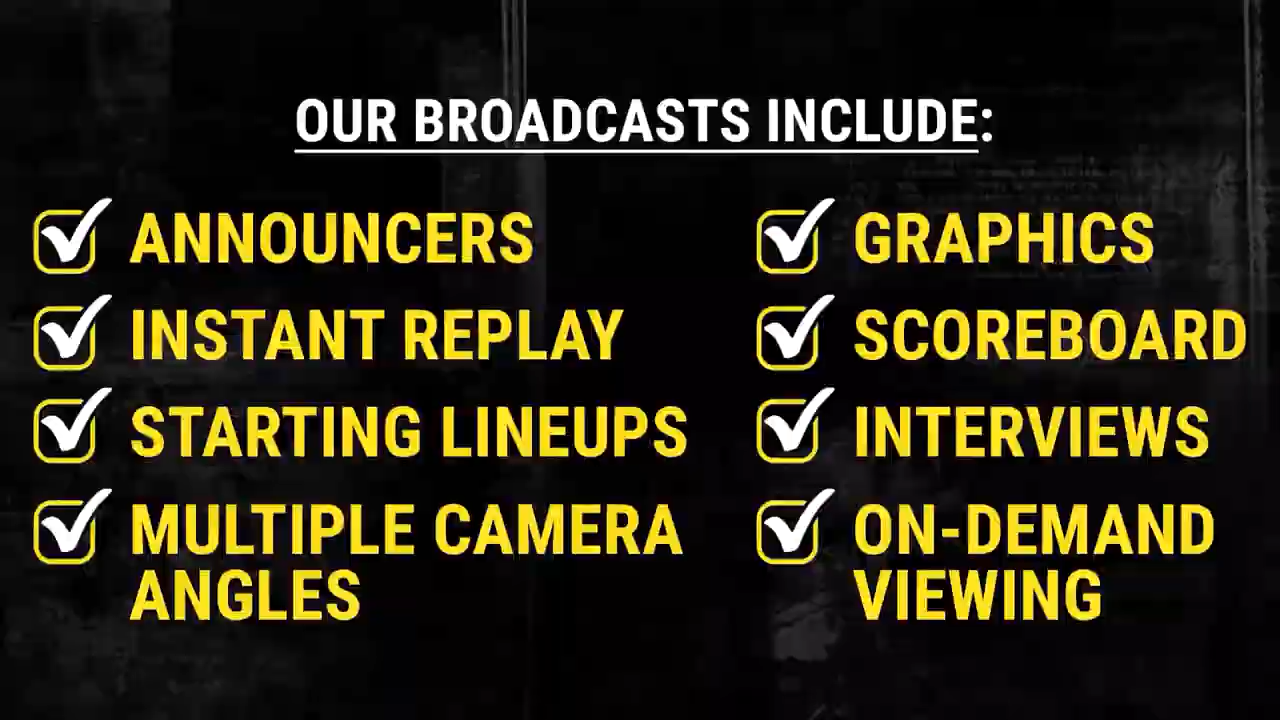 OUR BROADCASTS INCLUDE:
ANNOUNCERS
INSTANT REPLAY
STARTING LINEUPS
MULTIPLE CAMERA
ANGLES
GRAPHICS
SCOREBOARD
INTERVIEWS
ON-DEMAND
VIEWING